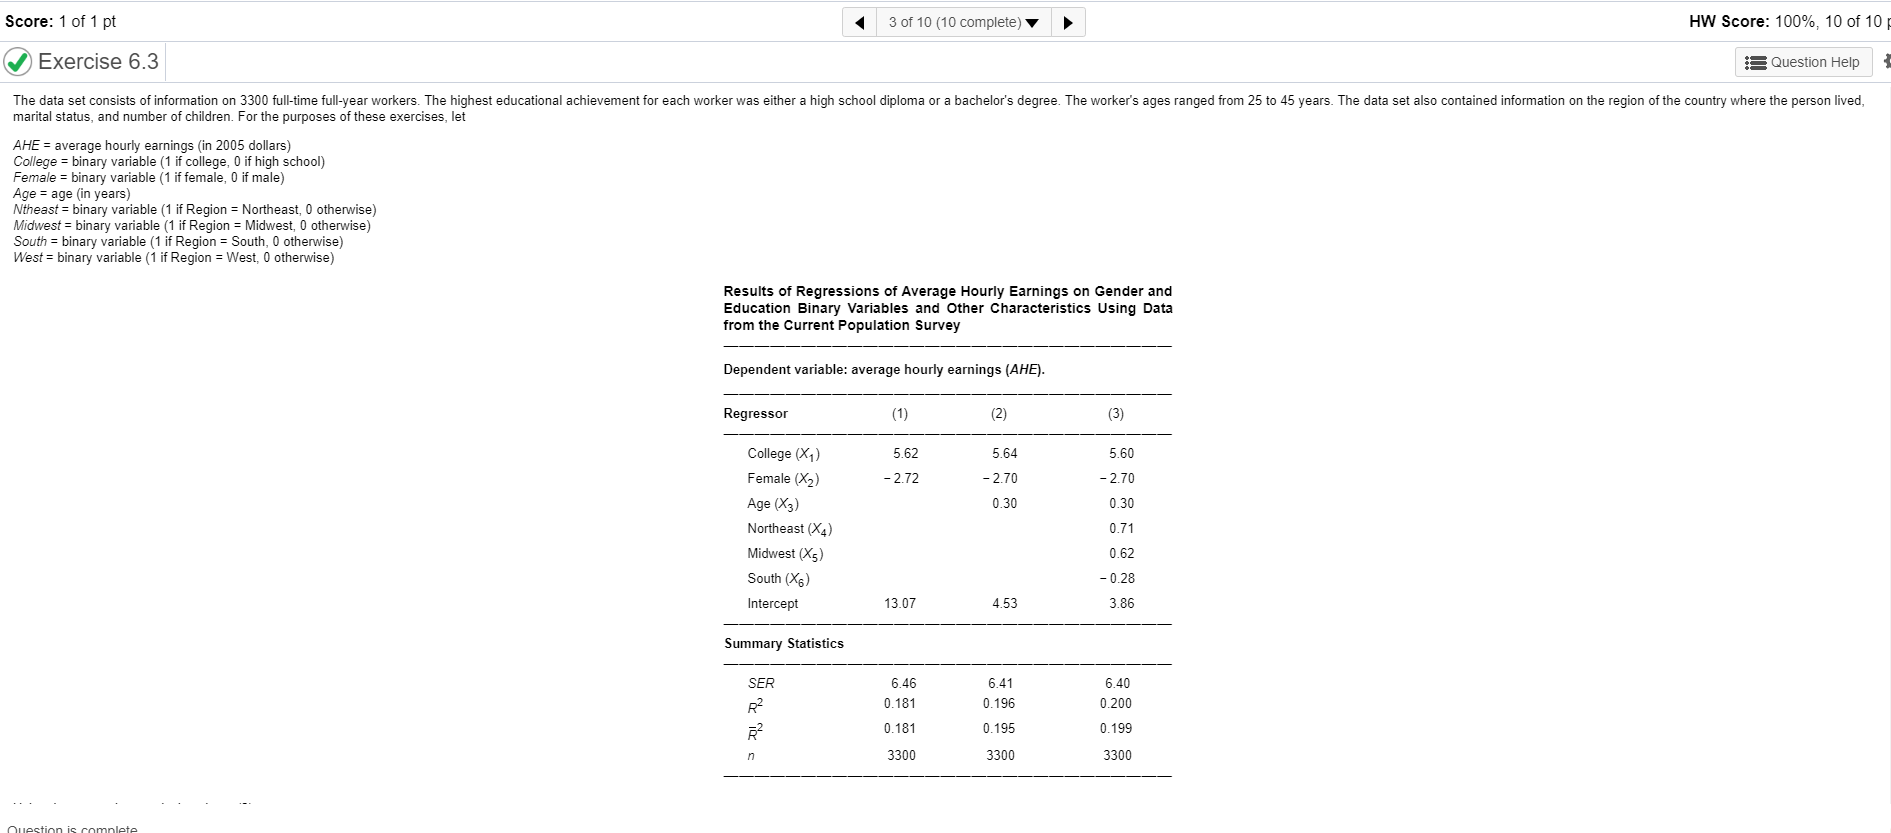 Score: 1 of 1 pt
3 of 10 (10 complete)
HW Score: 100%, 10 of 10
Exercise 6.3
Question Help
The data set consists of information on 3300 full-time full-year workers. The highest educational achievement for each worker was either a high school diploma or a bachelor's degree. The worker's ages ranged from 25 to 45 years. The data set also contained information on the region of the country where the person lived,
marital status, and number of children. For the purposes of these exercises, let
AHE = average hourly earnings (in 2005 dollars)
College = binary variable (1 if college, 0 if high school)
Female = binary variable (1 if female, 0 if male)
Age = age (in years)
Ntheast = binary variable (1 if Region = Northeast, 0 otherwise)
Midwest = binary variable (1 if Region = Midwest, 0 otherwise)
South = binary variable (1 if Region = South, 0 otherwise)
West = binary variable (1 if Region = West, 0 otherwise)
Results of Regressions of Average Hourly Earnings on Gender and
Education Binary Variables and Other Characteristics Using Data
from the Current Population Survey
Dependent variable: average hourly earnings (AHE).
Regressor (1) (2) (3)
College (X₁) 5.62 5.64 5.60
Female (X₂) − 2.72 − 2.70 − 2.70
Age (X₃) 0.30 0.30
Northeast (X₄) 0.71
Midwest (X₅) 0.62
South (X₆) − 0.28
Intercept 13.07 4.53 3.86
Summary Statistics
SER 6.46 6.41 6.40
R² 0.181 0.196 0.200
R̄² 0.181 0.195 0.199
n 3300 3300 3300
Question is complete